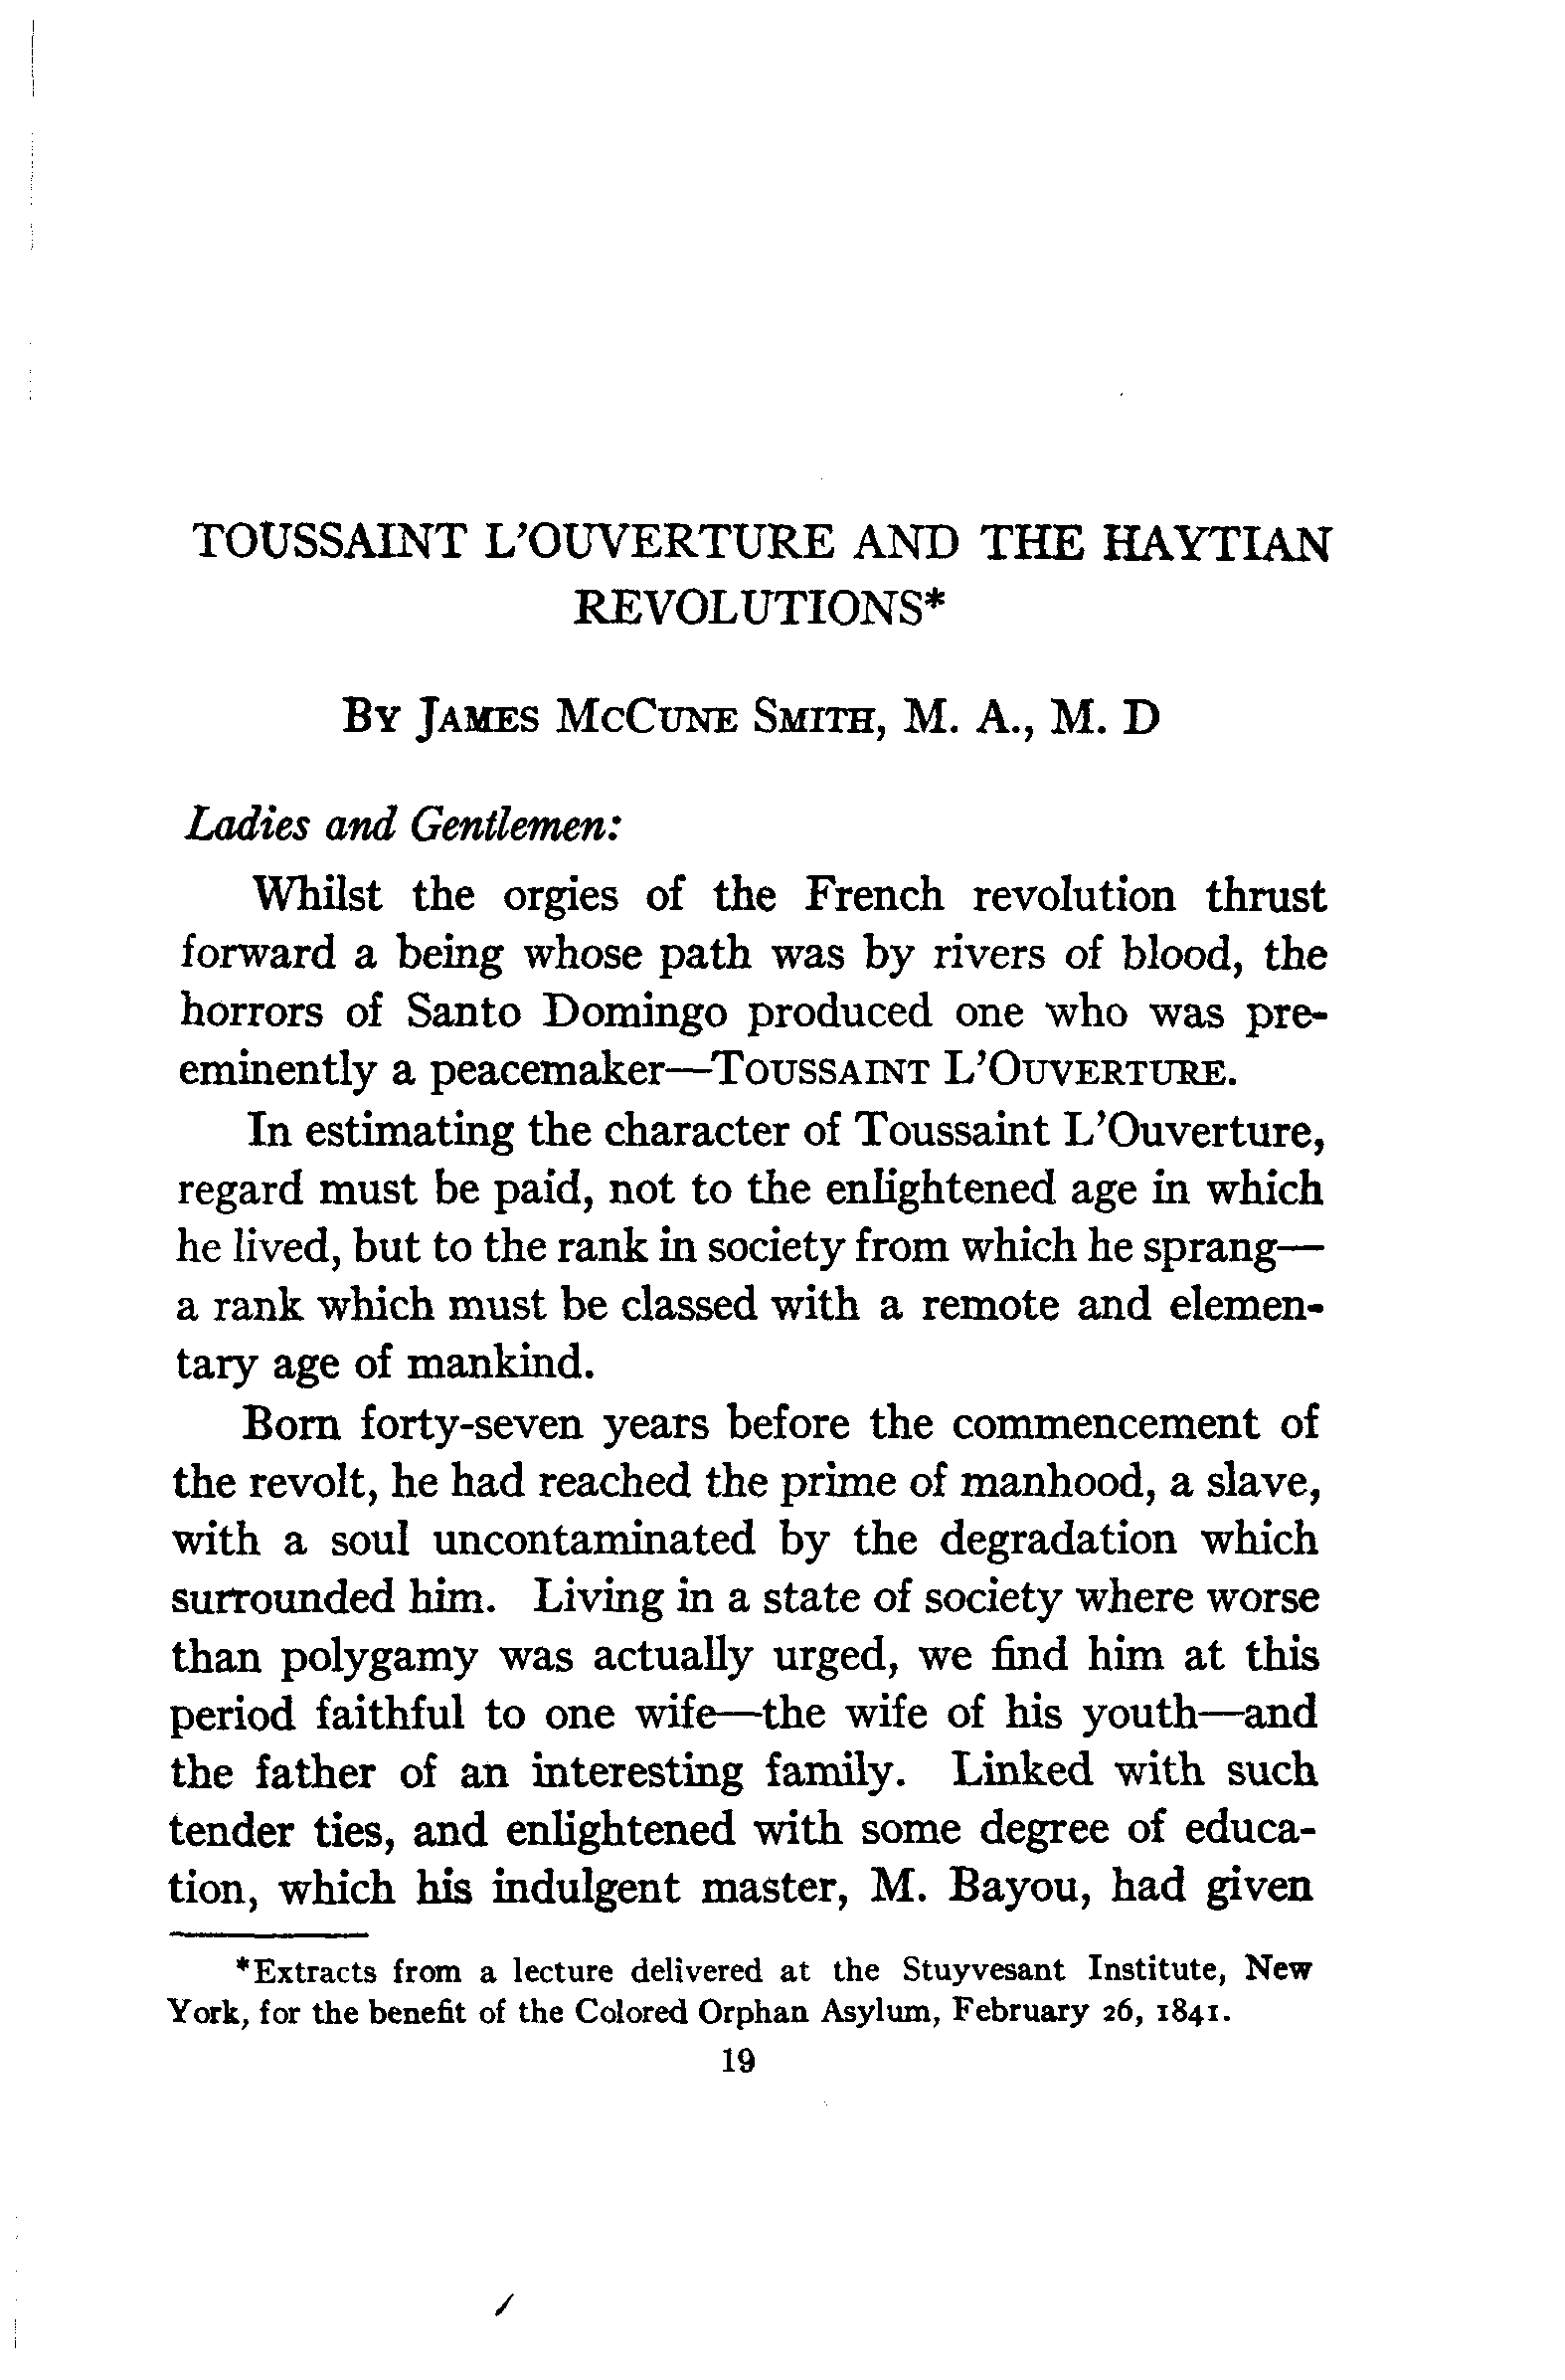 TOUSSAINT L'OUVERTURE AND THE HAYTIAN
REVOLUTIONS*
BY JAMES MCCUNE SMITH, M. A., M. D
Ladies and Gentlemen:
Whilst the orgies of the French revolution thrust
forward a being whose path was by rivers of blood, the
horrors of Santo Domingo produced one who was pre-
eminently a peacemaker—TOUSSAINT L'OUVERTURE.
In estimating the character of Toussaint L'Ouverture,
regard must be paid, not to the enlightened age in which
he lived, but to the rank in society from which he sprang—
a rank which must be classed with a remote and elemen-
tary age of mankind.
Born forty-seven years before the commencement of
the revolt, he had reached the prime of manhood, a slave,
with a soul uncontaminated by the degradation which
surrounded him. Living in a state of society where worse
than polygamy was actually urged, we find him at this
period faithful to one wife—the wife of his youth—and
the father of an interesting family. Linked with such
tender ties, and enlightened with some degree of educa-
tion, which his indulgent master, M. Bayou, had given
*Extracts from a lecture delivered at the Stuyvesant Institute, New
York, for the benefit of the Colored Orphan Asylum, February 26, 1841.
19